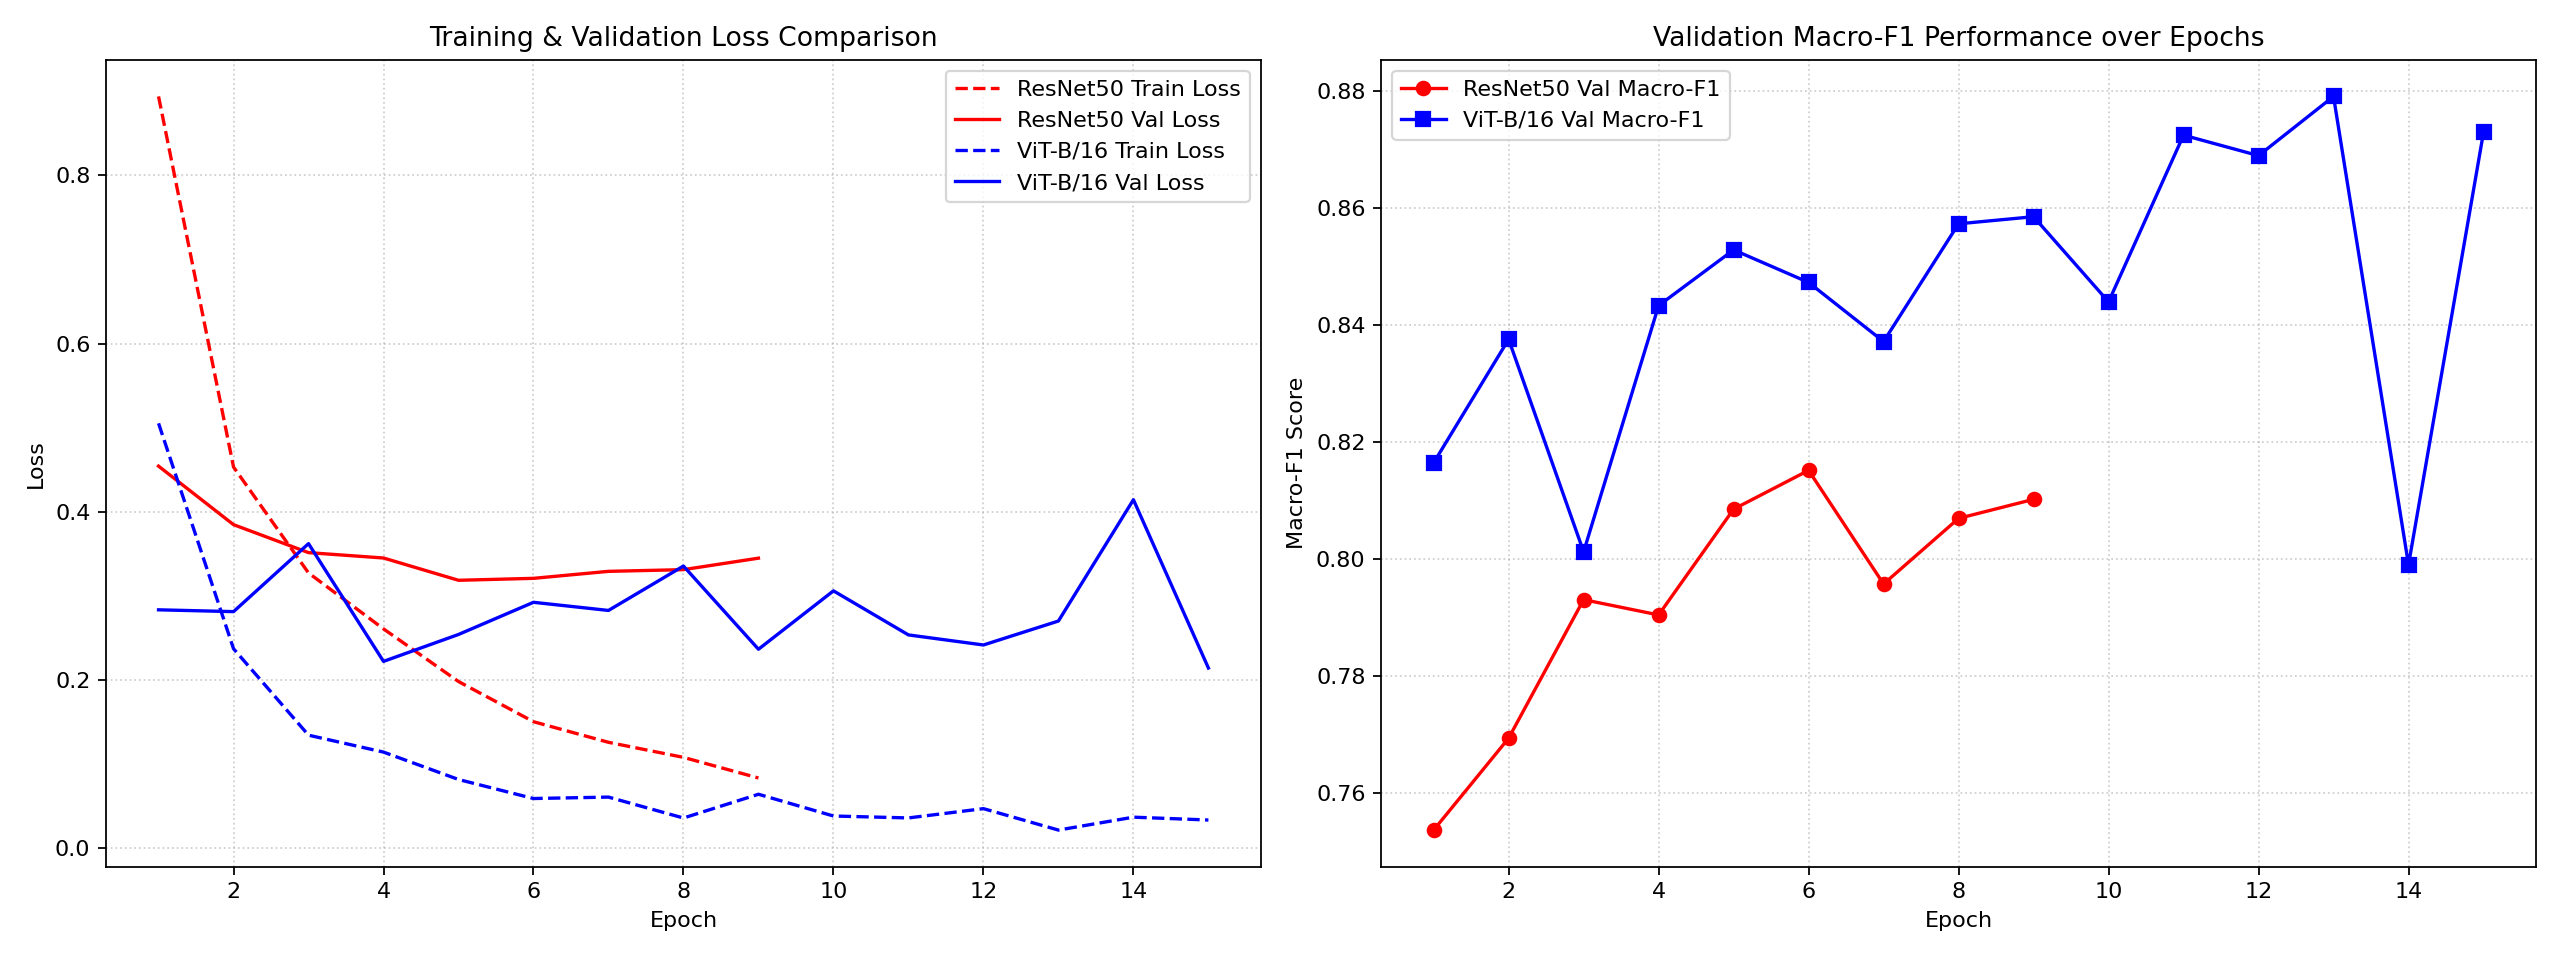 Training & Validation Loss Comparison
ResNet50 Train Loss
ResNet50 Val Loss
ViT-B/16 Train Loss
ViT-B/16 Val Loss
Loss
0.8
0.6
0.4
0.2
0.0
2 4 6 8 10 12 14
Epoch
Validation Macro-F1 Performance over Epochs
ResNet50 Val Macro-F1
ViT-B/16 Val Macro-F1
Macro-F1 Score
0.88
0.86
0.84
0.82
0.80
0.78
0.76
2 4 6 8 10 12 14
Epoch